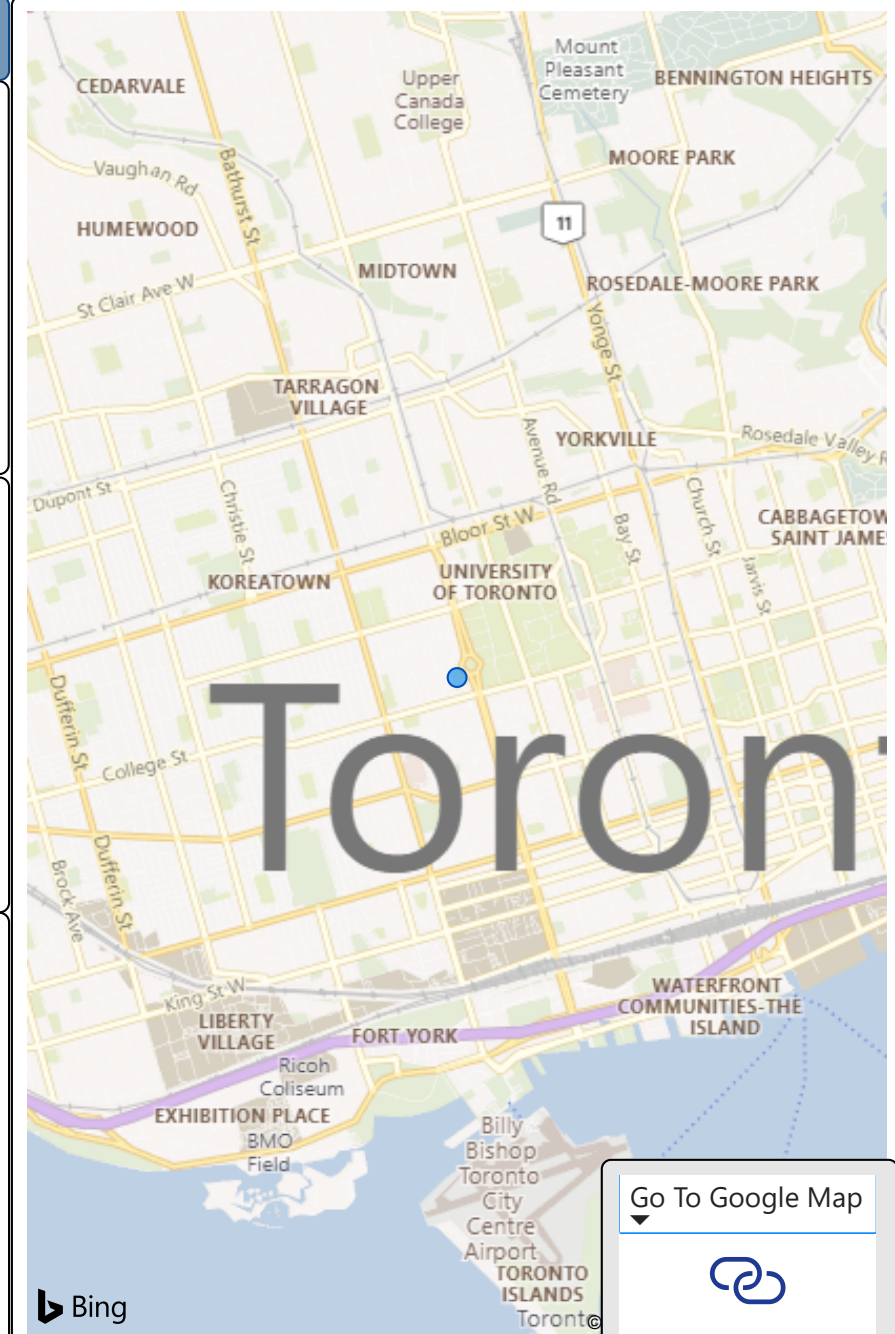 Mount
Pleasant
Cemetery
CEDARVALE
Upper
Canada
College
BENNINGTON HEIGHTS
MOORE PARK
Vaughan Rd
Bathurst St
HUMEWOOD
11
MIDTOWN
ROSEDALE-MOORE PARK
St Clair Ave W
Yonge St
TARRAGON
VILLAGE
Avenue Rd
YORKVILLE
Rosedale Valley R
Dupont St
Christie St
Bloor St W
Bay St
Church St
CABBAGETOW
SAINT JAME
Jarvis St
KOREATOWN
UNIVERSITY
OF TORONTO
Dufferin St
Toront
College St
Dufferin St
Brock Ave
King St W
WATERFRONT
COMMUNITIES-THE
ISLAND
LIBERTY
VILLAGE
FORT YORK
Ricoh
Coliseum
EXHIBITION PLACE
BMO
Field
Billy
Bishop
Toronto
City
Centre
Airport
TORONTO
ISLANDS
Toronto
©
Go To Google Map
Bing